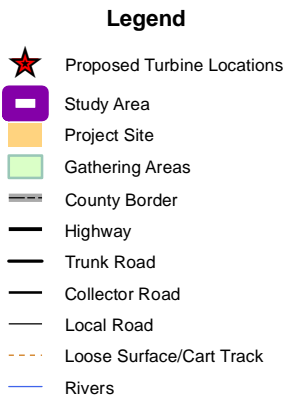 Legend
Proposed Turbine Locations
Study Area
Project Site
Gathering Areas
County Border
Highway
Trunk Road
Collector Road
Local Road
Loose Surface/Cart Track
Rivers